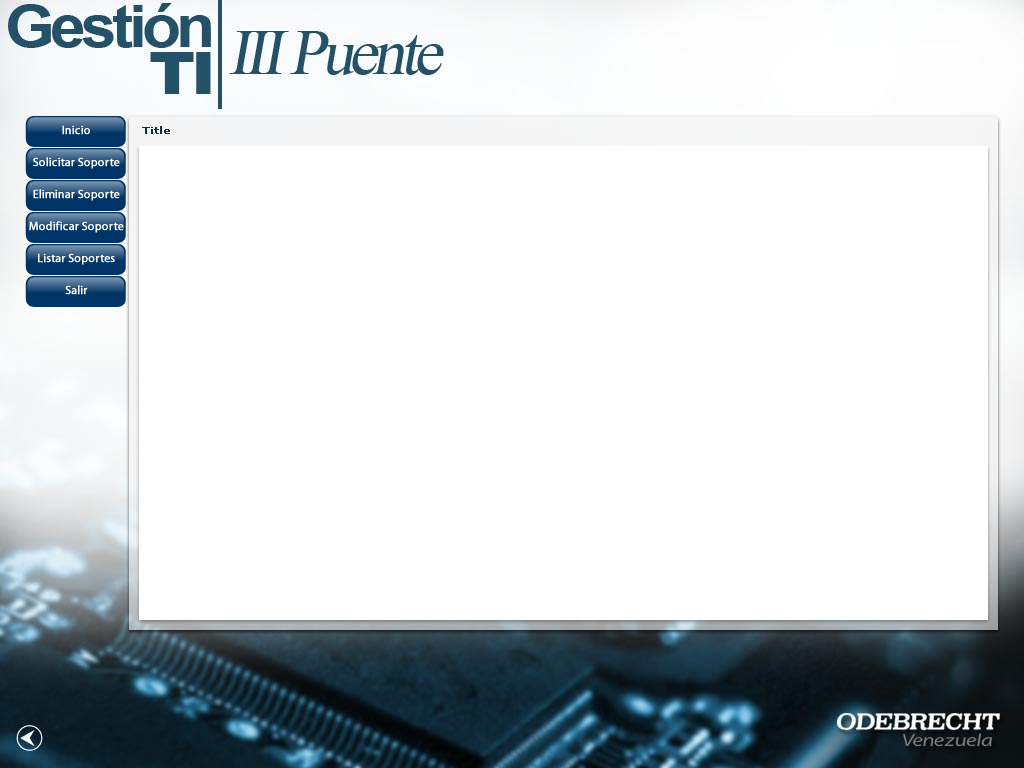 Gestión
TI
III Puente
Inicio
Title
Solicitar Soporte
Eliminar Soporte
Modificar Soporte
Listar Soportes
Salir
ODEBRECHT
Venezuela